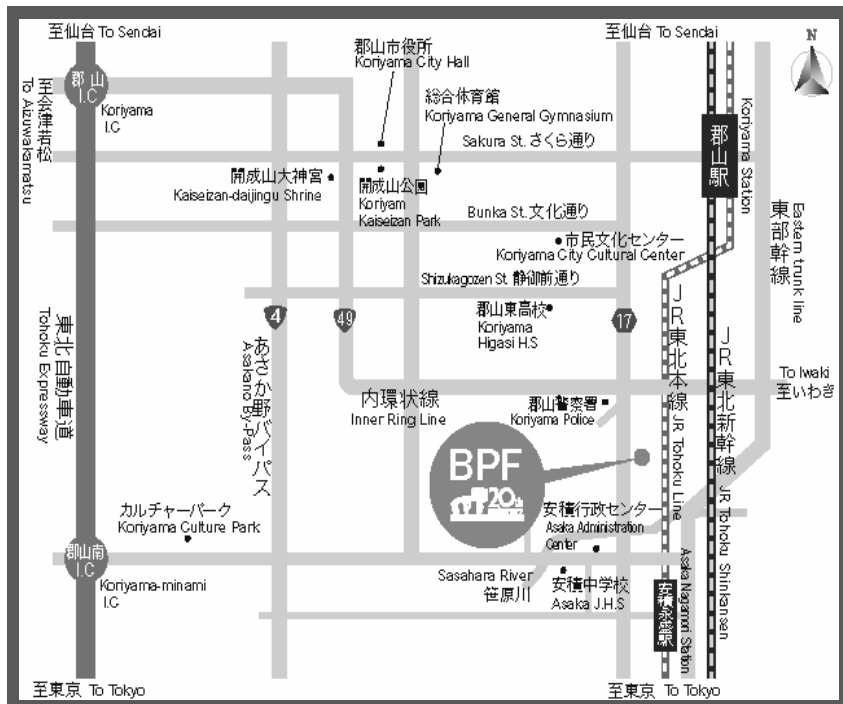 至仙台 To Sendai
至仙台 To Sendai
N
郡山市役所
Koriyama City Hall
郡山
I.C
Koriyama
I.C
至会津若松
To Aizuwakamatsu
総合体育館
Koriyama General Gymnasium
Sakura St. さくら通り
郡山駅
Koriyama Station
開成山大神宮
Kaiseizan-daijingu Shrine
開成山公園
Koriyam
Kaiseizan Park
Bunka St. 文化通り
市民文化センター
Koriyama City Cultural Center
東部幹線
Eastern trunk line
Shizukagozen St 静御前通り
4
49
17
郡山東高校
Koriyama
Higasi H.S
東北自動車道
Tohoku Expressway
あさか野バイパス
Asakano By-Pass
JR東北本線
JR Tohoku Line
JR東北新幹線
JR Tohoku Shinkansen
To Iwaki
至いわき
内環状線
Inner Ring Line
郡山警察署
Koriyama Police
BPF
20th
カルチャーパーク
Koriyama Culture Park
安積行政センター
Asaka Administration
Center
郡山南
I.C
Koriyama-minami
I.C
Sasahara River
笹原川
安積中学校
Asaka J.H.S
安積永盛駅
Asaka Nagamori Station
至東京 To Tokyo
至東京 To Tokyo